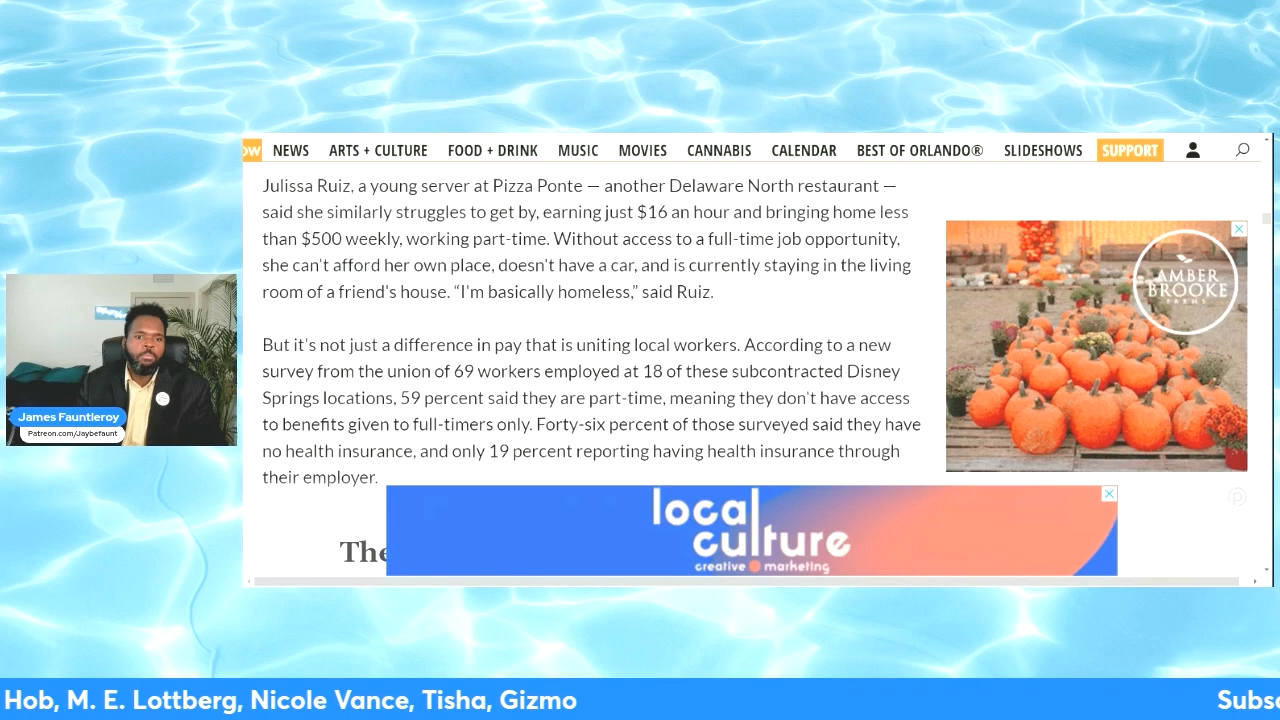 OW NEWS ARTS + CULTURE FOOD + DRINK MUSIC MOVIES CANNABIS CALENDAR BEST OF ORLANDO® SLIDESHOWS SUPPORT
Julissa Ruiz, a young server at Pizza Ponte — another Delaware North restaurant —
said she similarly struggles to get by, earning just $16 an hour and bringing home less
than $500 weekly, working part-time. Without access to a full-time job opportunity,
she can't afford her own place, doesn't have a car, and is currently staying in the living
room of a friend's house. “I'm basically homeless,” said Ruiz.
But it's not just a difference in pay that is uniting local workers. According to a new
survey from the union of 69 workers employed at 18 of these subcontracted Disney
Springs locations, 59 percent said they are part-time, meaning they don't have access
to benefits given to full-timers only. Forty-six percent of those surveyed said they have
no health insurance, and only 19 percent reporting having health insurance through
their employer.
The
AMBER
BROOKE
FARMS
local
culture
creative marketing
James Fauntleroy
Patreon.com/Jaybefaunt
Hob, M. E. Lottberg, Nicole Vance, Tisha, Gizmo
Subsc